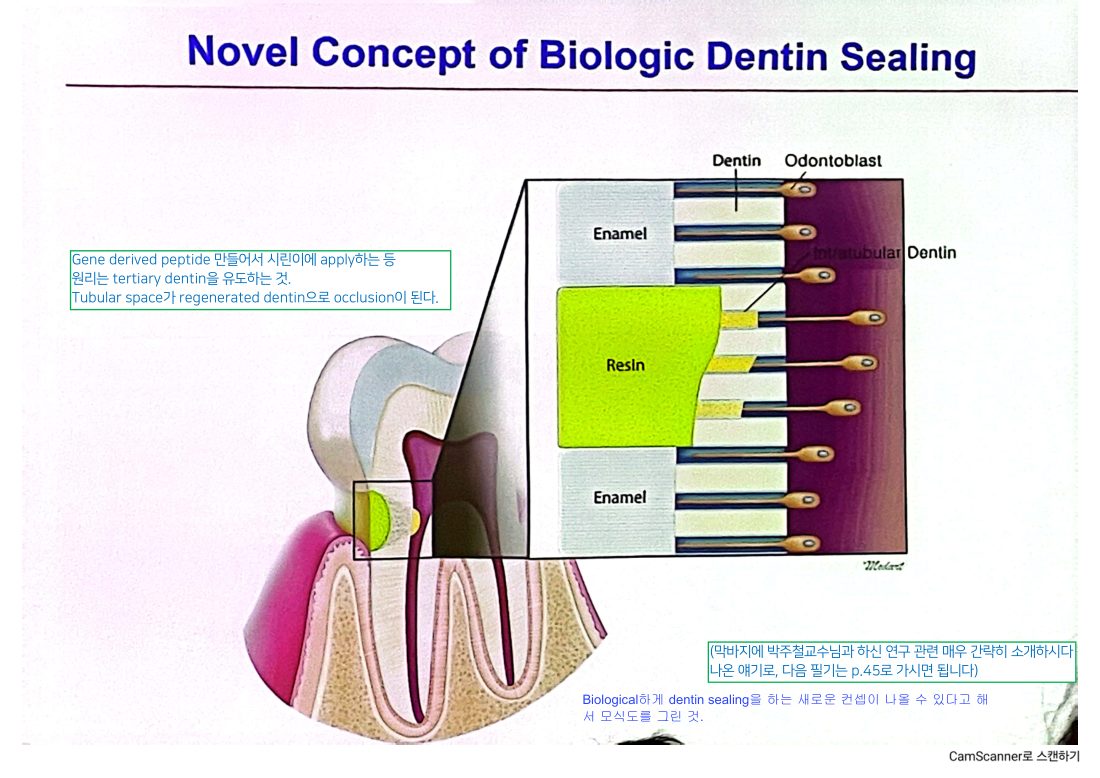 Novel Concept of Biologic Dentin Sealing
Dentin
Odontoblast
Enamel
Intratubular Dentin
Gene derived peptide 만들어서 시린이에 apply하는 등
원리는 tertiary dentin을 유도하는 것.
Tubular space가 regenerated dentin으로 occlusion이 된다.
Resin
Enamel
Medart
(막바지에 박주철교수님과 하신 연구 관련 매우 간략히 소개하시다
나온 얘기로, 다음 필기는 p.45로 가시면 됩니다)
Biological하게 dentin sealing을 하는 새로운 컨셉이 나올 수 있다고 해
서 모식도를 그린 것.
CamScanner로 스캔하기